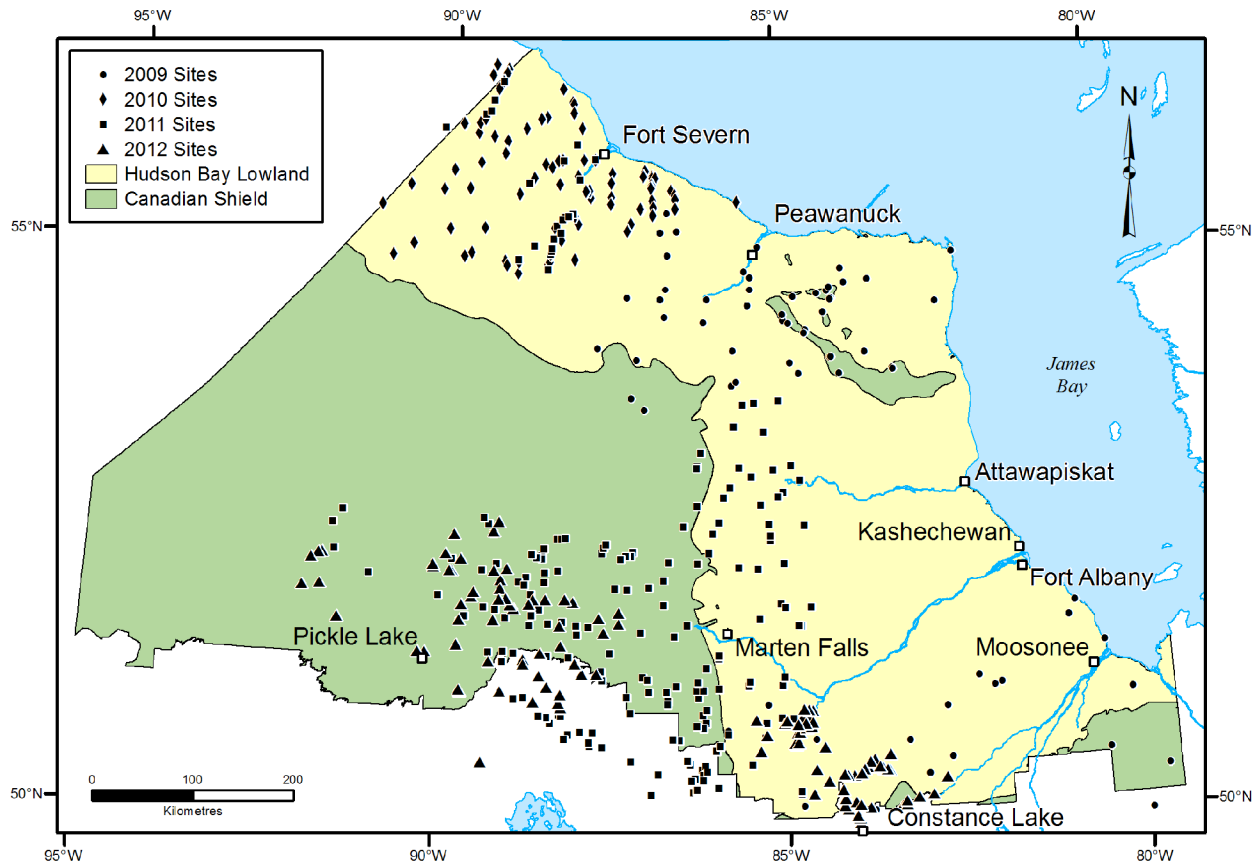 95°W
90°W
85°W
80°W
2009 Sites
2010 Sites
2011 Sites
2012 Sites
Hudson Bay Lowland
Canadian Shield
N
Fort Severn
Peawanuck
55°N
55°N
James
Bay
Attawapiskat
Kashechewan
Fort Albany
Pickle Lake
Marten Falls
Moosonee
0
100
200
Kilometres
50°N
50°N
Constance Lake
95°W
90°W
85°W
80°W